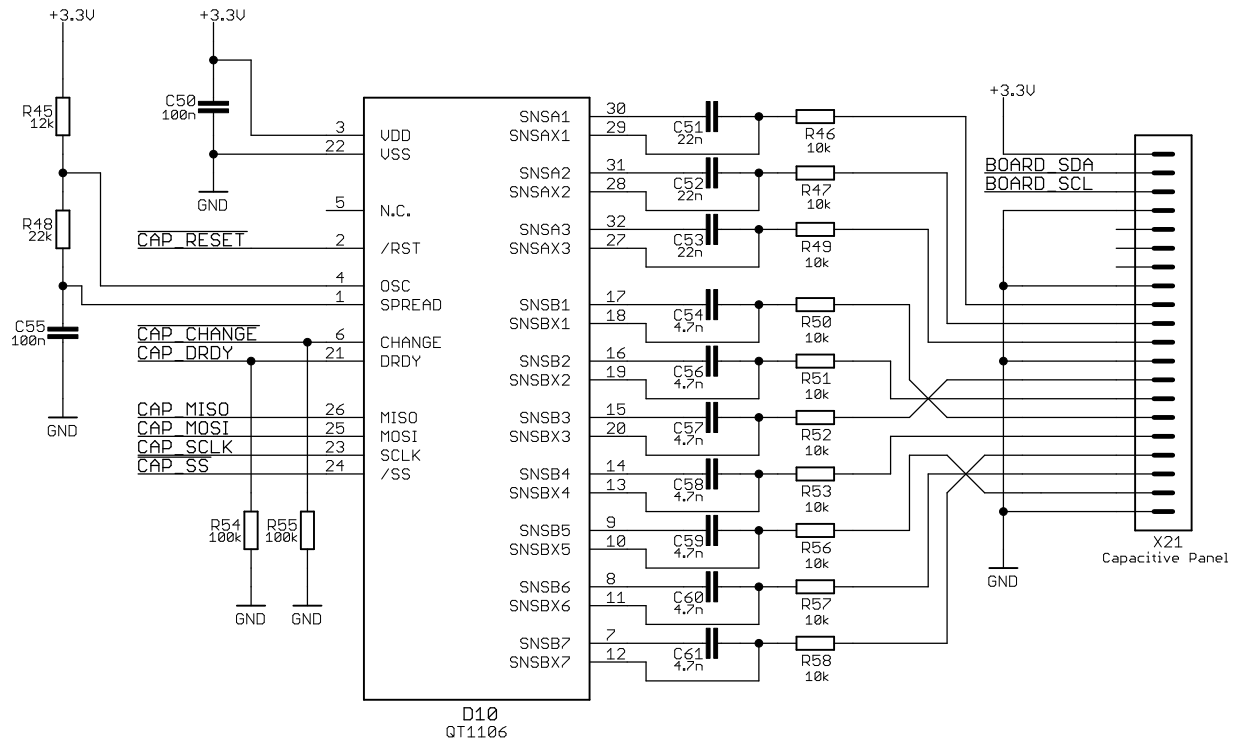 +3.3V
+3.3V
R45
12k
C50
100n
3 VDD
22 VSS
GND
5 N.C.
R48
22k
CAP_RESET 2 /RST
4 OSC
1 SPREAD
C55
100n
CAP_CHANGE 6 CHANGE
CAP_DRDY 21 DRDY
GND
CAP_MISO 26 MISO
CAP_MOSI 25 MOSI
CAP_SCLK 23 SCLK
CAP_SS 24 /SS
R54
100k
R55
100k
GND
GND
SNSA1 30
SNSAX1 29
SNSA2 31
SNSAX2 28
SNSA3 32
SNSAX3 27
SNSB1 17
SNSBX1 18
SNSB2 16
SNSBX2 19
SNSB3 15
SNSBX3 20
SNSB4 14
SNSBX4 13
SNSB5 9
SNSBX5 10
SNSB6 8
SNSBX6 11
SNSB7 7
SNSBX7 12
D10
QT1106
C51
22n
R46
10k
C52
22n
R47
10k
C53
22n
R49
10k
C54
4.7n
R50
10k
C56
4.7n
R51
10k
C57
4.7n
R52
10k
C58
4.7n
R53
10k
C59
4.7n
R56
10k
C60
4.7n
R57
10k
C61
4.7n
R58
10k
+3.3V
BOARD_SDA
BOARD_SCL
GND
X21
Capacitive Panel